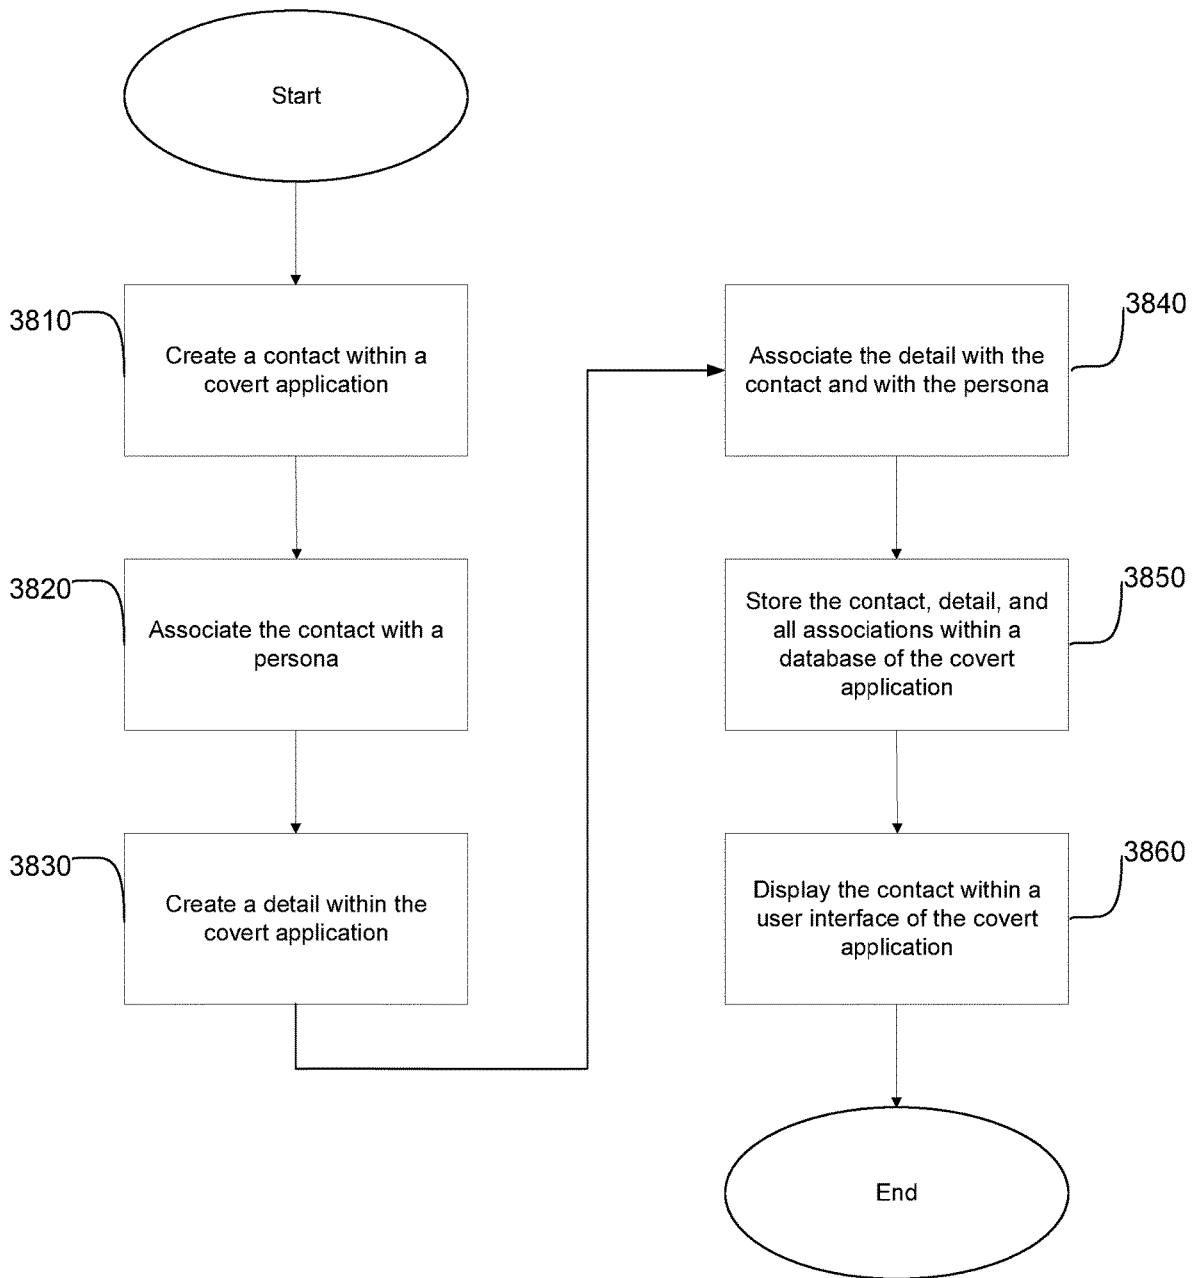 Start
3810
Create a contact within a
covert application
3820
Associate the contact with a
persona
3830
Create a detail within the
covert application
3840
Associate the detail with the
contact and with the persona
3850
Store the contact, detail, and
all associations within a
database of the covert
application
3860
Display the contact within a
user interface of the covert
application
End